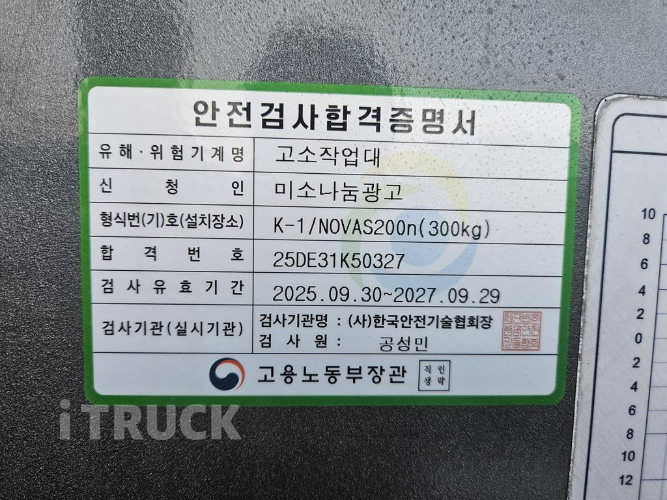 안전검사합격증명서
유해·위험기계명 고소작업대
신청인 미소나눔광고
형식번(기)호(설치장소) K-1/NOVAS200n(300kg)
합격번호 25DE31K50327
검사유효기간 2025.09.30~2027.09.29
검사기관(실시기관) 검사기관명 : (사)한국안전기술협회장
검사원 : 공성민
고용노동부장관 직인생략
iTRUCK
10
8
6
4
2
0
2
4
6
8
10
12